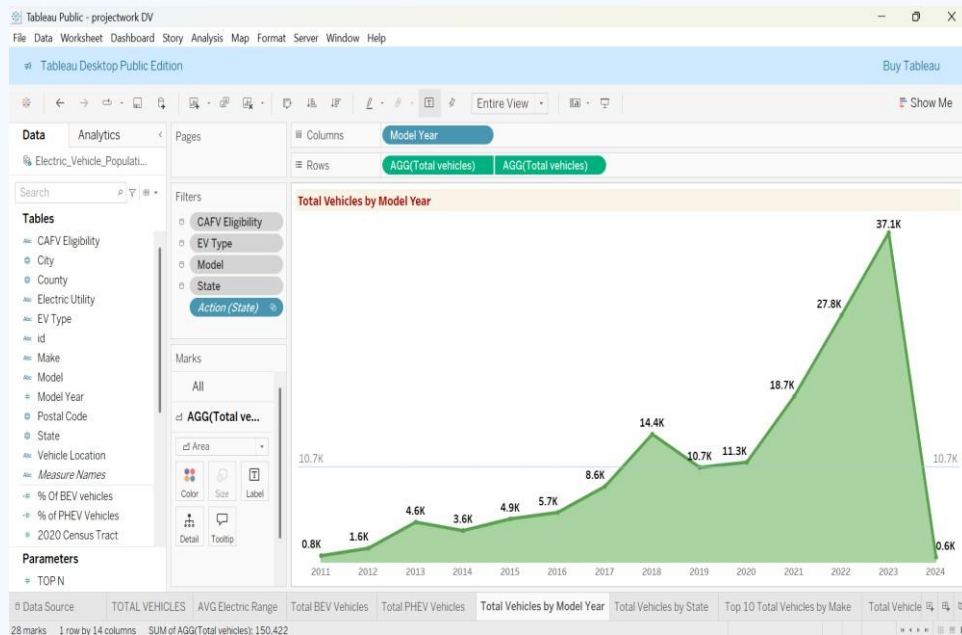 Tableau Public - projectwork DV
File Data Worksheet Dashboard Story Analysis Map Format Server Window Help
Tableau Desktop Public Edition
Buy Tableau
Entire View
Show Me
Data
Analytics
Electric_Vehicle_Populati...
Search
Tables
Abc CAFV Eligibility
City
County
Abc Electric Utility
Abc EV Type
Abc id
Abc Make
Abc Model
# Model Year
Postal Code
State
Abc Vehicle Location
Abc Measure Names
# % Of BEV vehicles
# % of PHEV Vehicles
# 2020 Census Tract
Parameters
# TOP N
Pages
Filters
CAFV Eligibility
EV Type
Model
State
Action (State)
Marks
All
AGG(Total ve...
Area
Color
Size
Label
Detail
Tooltip
Columns
Model Year
Rows
AGG(Total vehicles)
AGG(Total vehicles)
Total Vehicles by Model Year
37.1K
27.8K
18.7K
14.4K
10.7K
10.7K
11.3K
10.7K
8.6K
5.7K
4.9K
4.6K
3.6K
1.6K
0.8K
0.6K
2011 2012 2013 2014 2015 2016 2017 2018 2019 2020 2021 2022 2023 2024
Data Source
TOTAL VEHICLES
AVG Electric Range
Total BEV Vehicles
Total PHEV Vehicles
Total Vehicles by Model Year
Total Vehicles by State
Top 10 Total Vehicles by Make
Total Vehicle
28 marks 1 row by 14 columns SUM of AGG(Total vehicles): 150,422